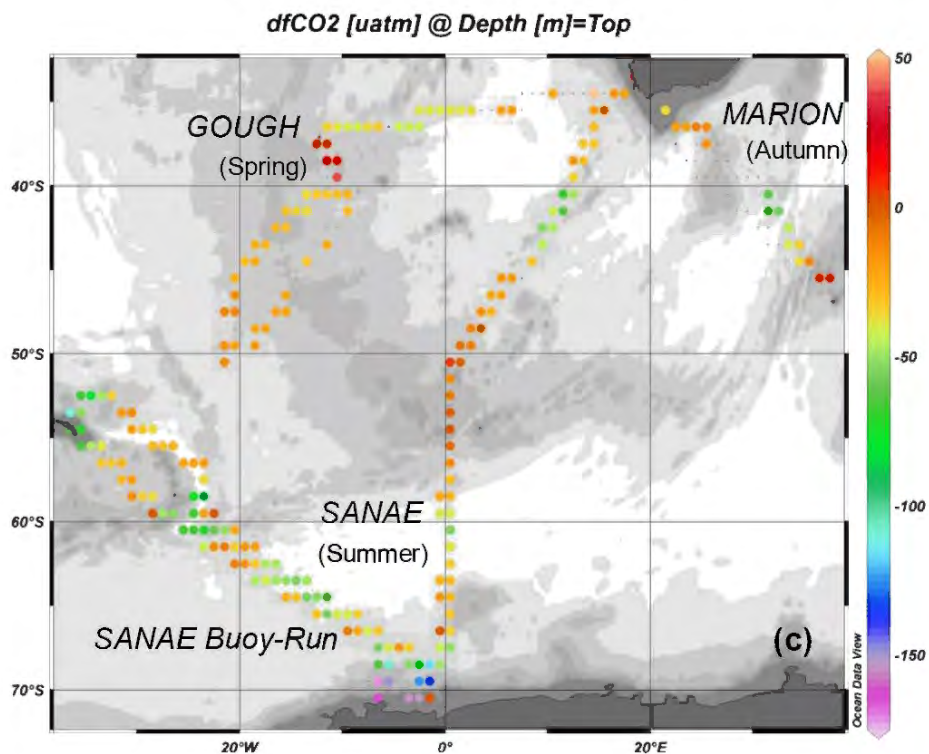 dfCO2 [uatm] @ Depth [m]=Top
GOUGH
(Spring)
MARION
(Autumn)
SANAE
(Summer)
SANAE Buoy-Run
(c)
40°S
50°S
60°S
70°S
20°W
0°
20°E
50
0
-50
-100
-150
Ocean Data View